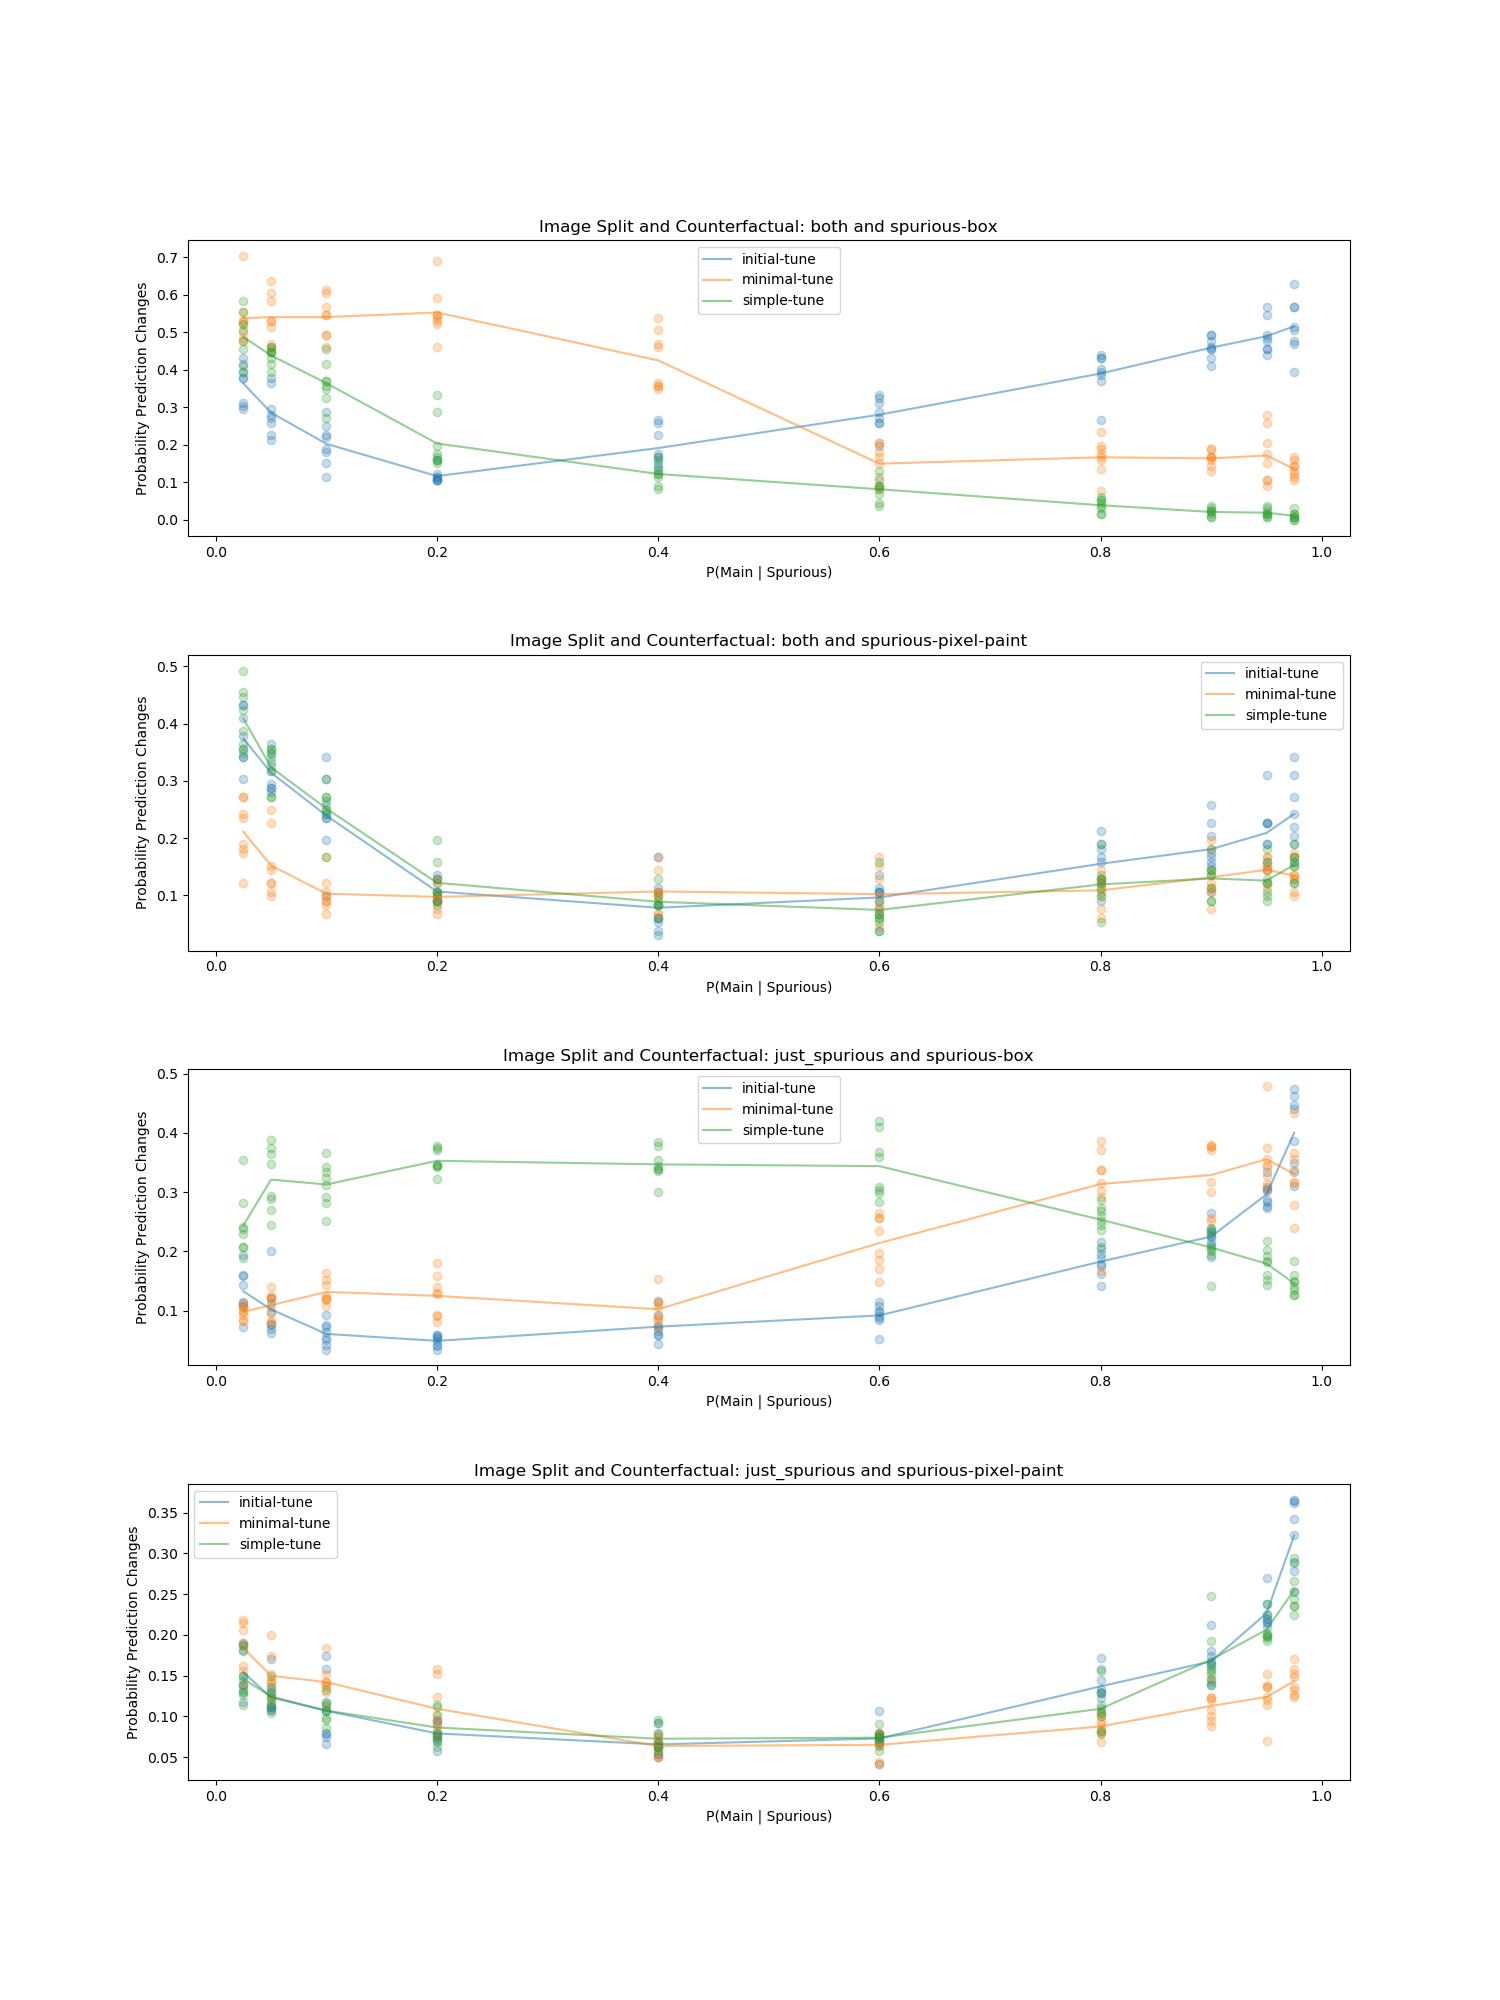 Image Split and Counterfactual: both and spurious-box
Probability Prediction Changes
0.7
0.6
0.5
0.4
0.3
0.2
0.1
0.0
initial-tune
minimal-tune
simple-tune
0.0 0.2 0.4 0.6 0.8 1.0
P(Main | Spurious)
Image Split and Counterfactual: both and spurious-pixel-paint
Probability Prediction Changes
0.5
0.4
0.3
0.2
0.1
initial-tune
minimal-tune
simple-tune
0.0 0.2 0.4 0.6 0.8 1.0
P(Main | Spurious)
Image Split and Counterfactual: just_spurious and spurious-box
Probability Prediction Changes
0.5
0.4
0.3
0.2
0.1
initial-tune
minimal-tune
simple-tune
0.0 0.2 0.4 0.6 0.8 1.0
P(Main | Spurious)
Image Split and Counterfactual: just_spurious and spurious-pixel-paint
Probability Prediction Changes
0.35
0.30
0.25
0.20
0.15
0.10
0.05
initial-tune
minimal-tune
simple-tune
0.0 0.2 0.4 0.6 0.8 1.0
P(Main | Spurious)